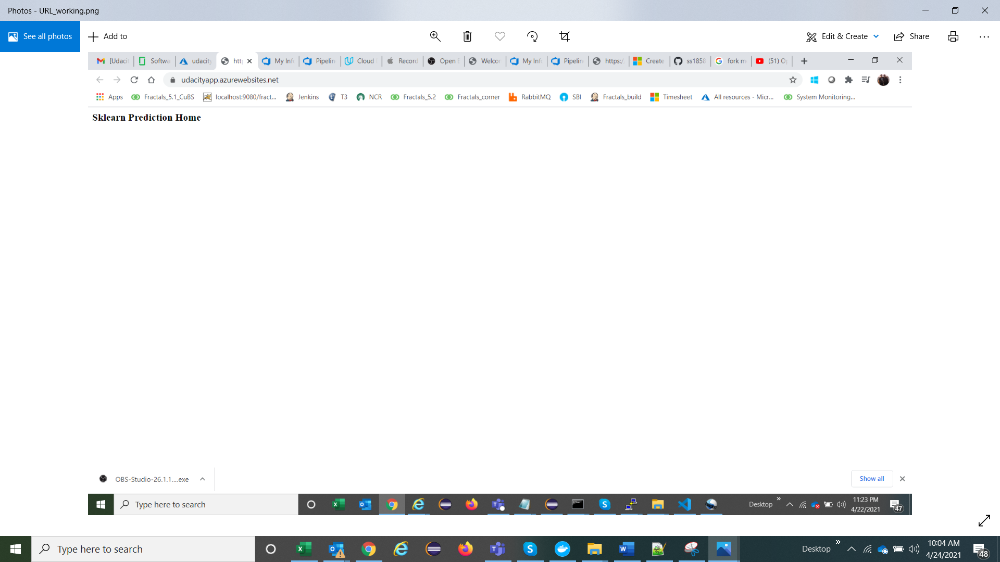 Photos - URL_working.png
See all photos
Add to
Edit & Create
Share
[Udaci
Softwa
udacity
htt
My Info
Pipelin
Cloud
Record
Open
Welcor
My Info
Pipelin
https:/
Create
ss1858
fork m
(51) O
udacityapp.azurewebsites.net
Apps
Fractals_5.1_CuBS
localhost:9080/fract...
Jenkins
T3
NCR
Fractals_5.2
Fractals_corner
RabbitMQ
SBI
Fractals_build
Timesheet
All resources - Micr...
System Monitoring...
Sklearn Prediction Home
OBS-Studio-26.1.1....exe
Show all
Type here to search
Desktop
11:23 PM
4/22/2021
47
Type here to search
Desktop
10:04 AM
4/24/2021
48